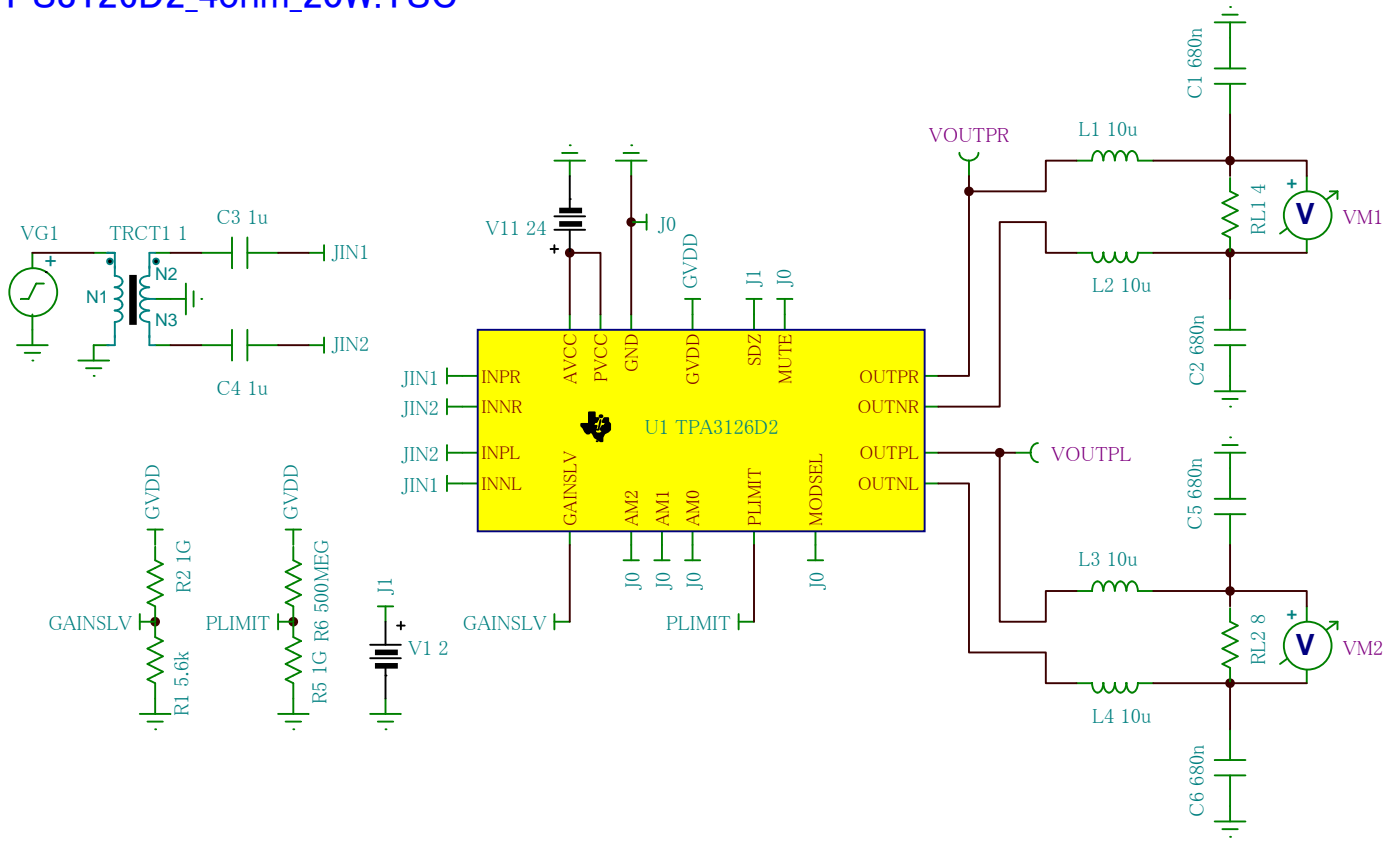 VOUTPR
L1 10u
C1 680n
RL1 4
V
VM1
L2 10u
C2 680n
VG1
TRCT1 1
N1
N2
N3
C3 1u
JIN1
C4 1u
JIN2
V11 24
J0
GVDD
J1
J0
AVCC
PVCC
GND
GVDD
SDZ
MUTE
JIN1
INPR
JIN2
INNR
JIN2
INPL
JIN1
INNL
U1 TPA3126D2
OUTPR
OUTNR
OUTPL
OUTNL
VOUTPL
GAINSLV
AM2
AM1
AM0
PLIMIT
MODSEL
J0
J0
J0
J0
GAINSLV
PLIMIT
GVDD
R2 1G
GAINSLV
R1 5.6k
GVDD
R6 500MEG
PLIMIT
R5 1G
J1
V1 2
C5 680n
L3 10u
RL2 8
V
VM2
L4 10u
C6 680n